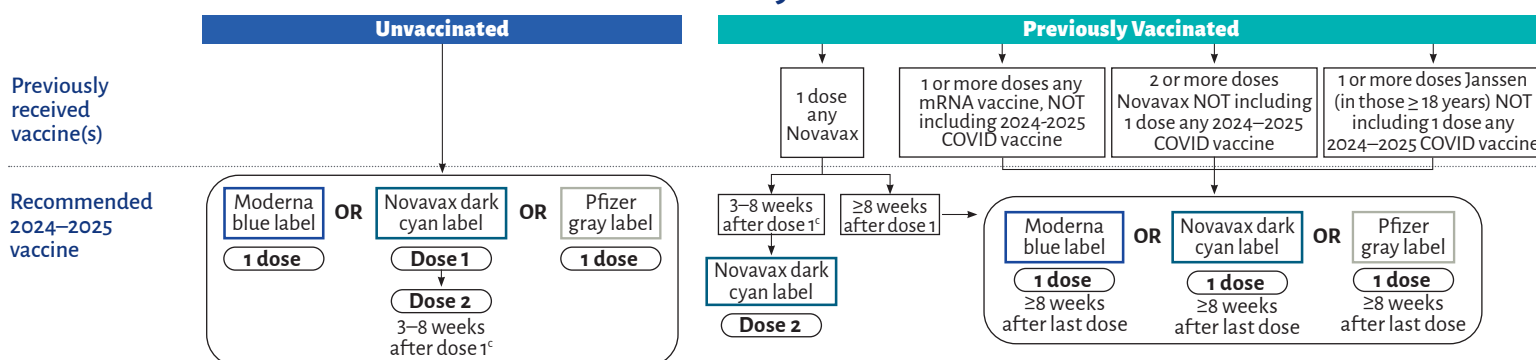 Unvaccinated
Previously Vaccinated
Previously
received
vaccine(s)
1 dose
any
Novavax
1 or more doses any
mRNA vaccine, NOT
including 2024-2025
COVID vaccine
2 or more doses
Novavax NOT including
1 dose any 2024–2025
COVID vaccine
1 or more doses Janssen
(in those ≥ 18 years) NOT
including 1 dose any
2024–2025 COVID vaccine
Recommended
2024–2025
vaccine
Moderna
blue label
1 dose
OR
Novavax dark
cyan label
Dose 1
Dose 2
3–8 weeks
after dose 1ᶜ
OR
Pfizer
gray label
1 dose
3–8 weeks
after dose 1ᶜ
Novavax dark
cyan label
Dose 2
≥8 weeks
after dose 1
Moderna
blue label
1 dose
≥8 weeks
after last dose
OR
Novavax dark
cyan label
1 dose
≥8 weeks
after last dose
OR
Pfizer
gray label
1 dose
≥8 weeks
after last dose